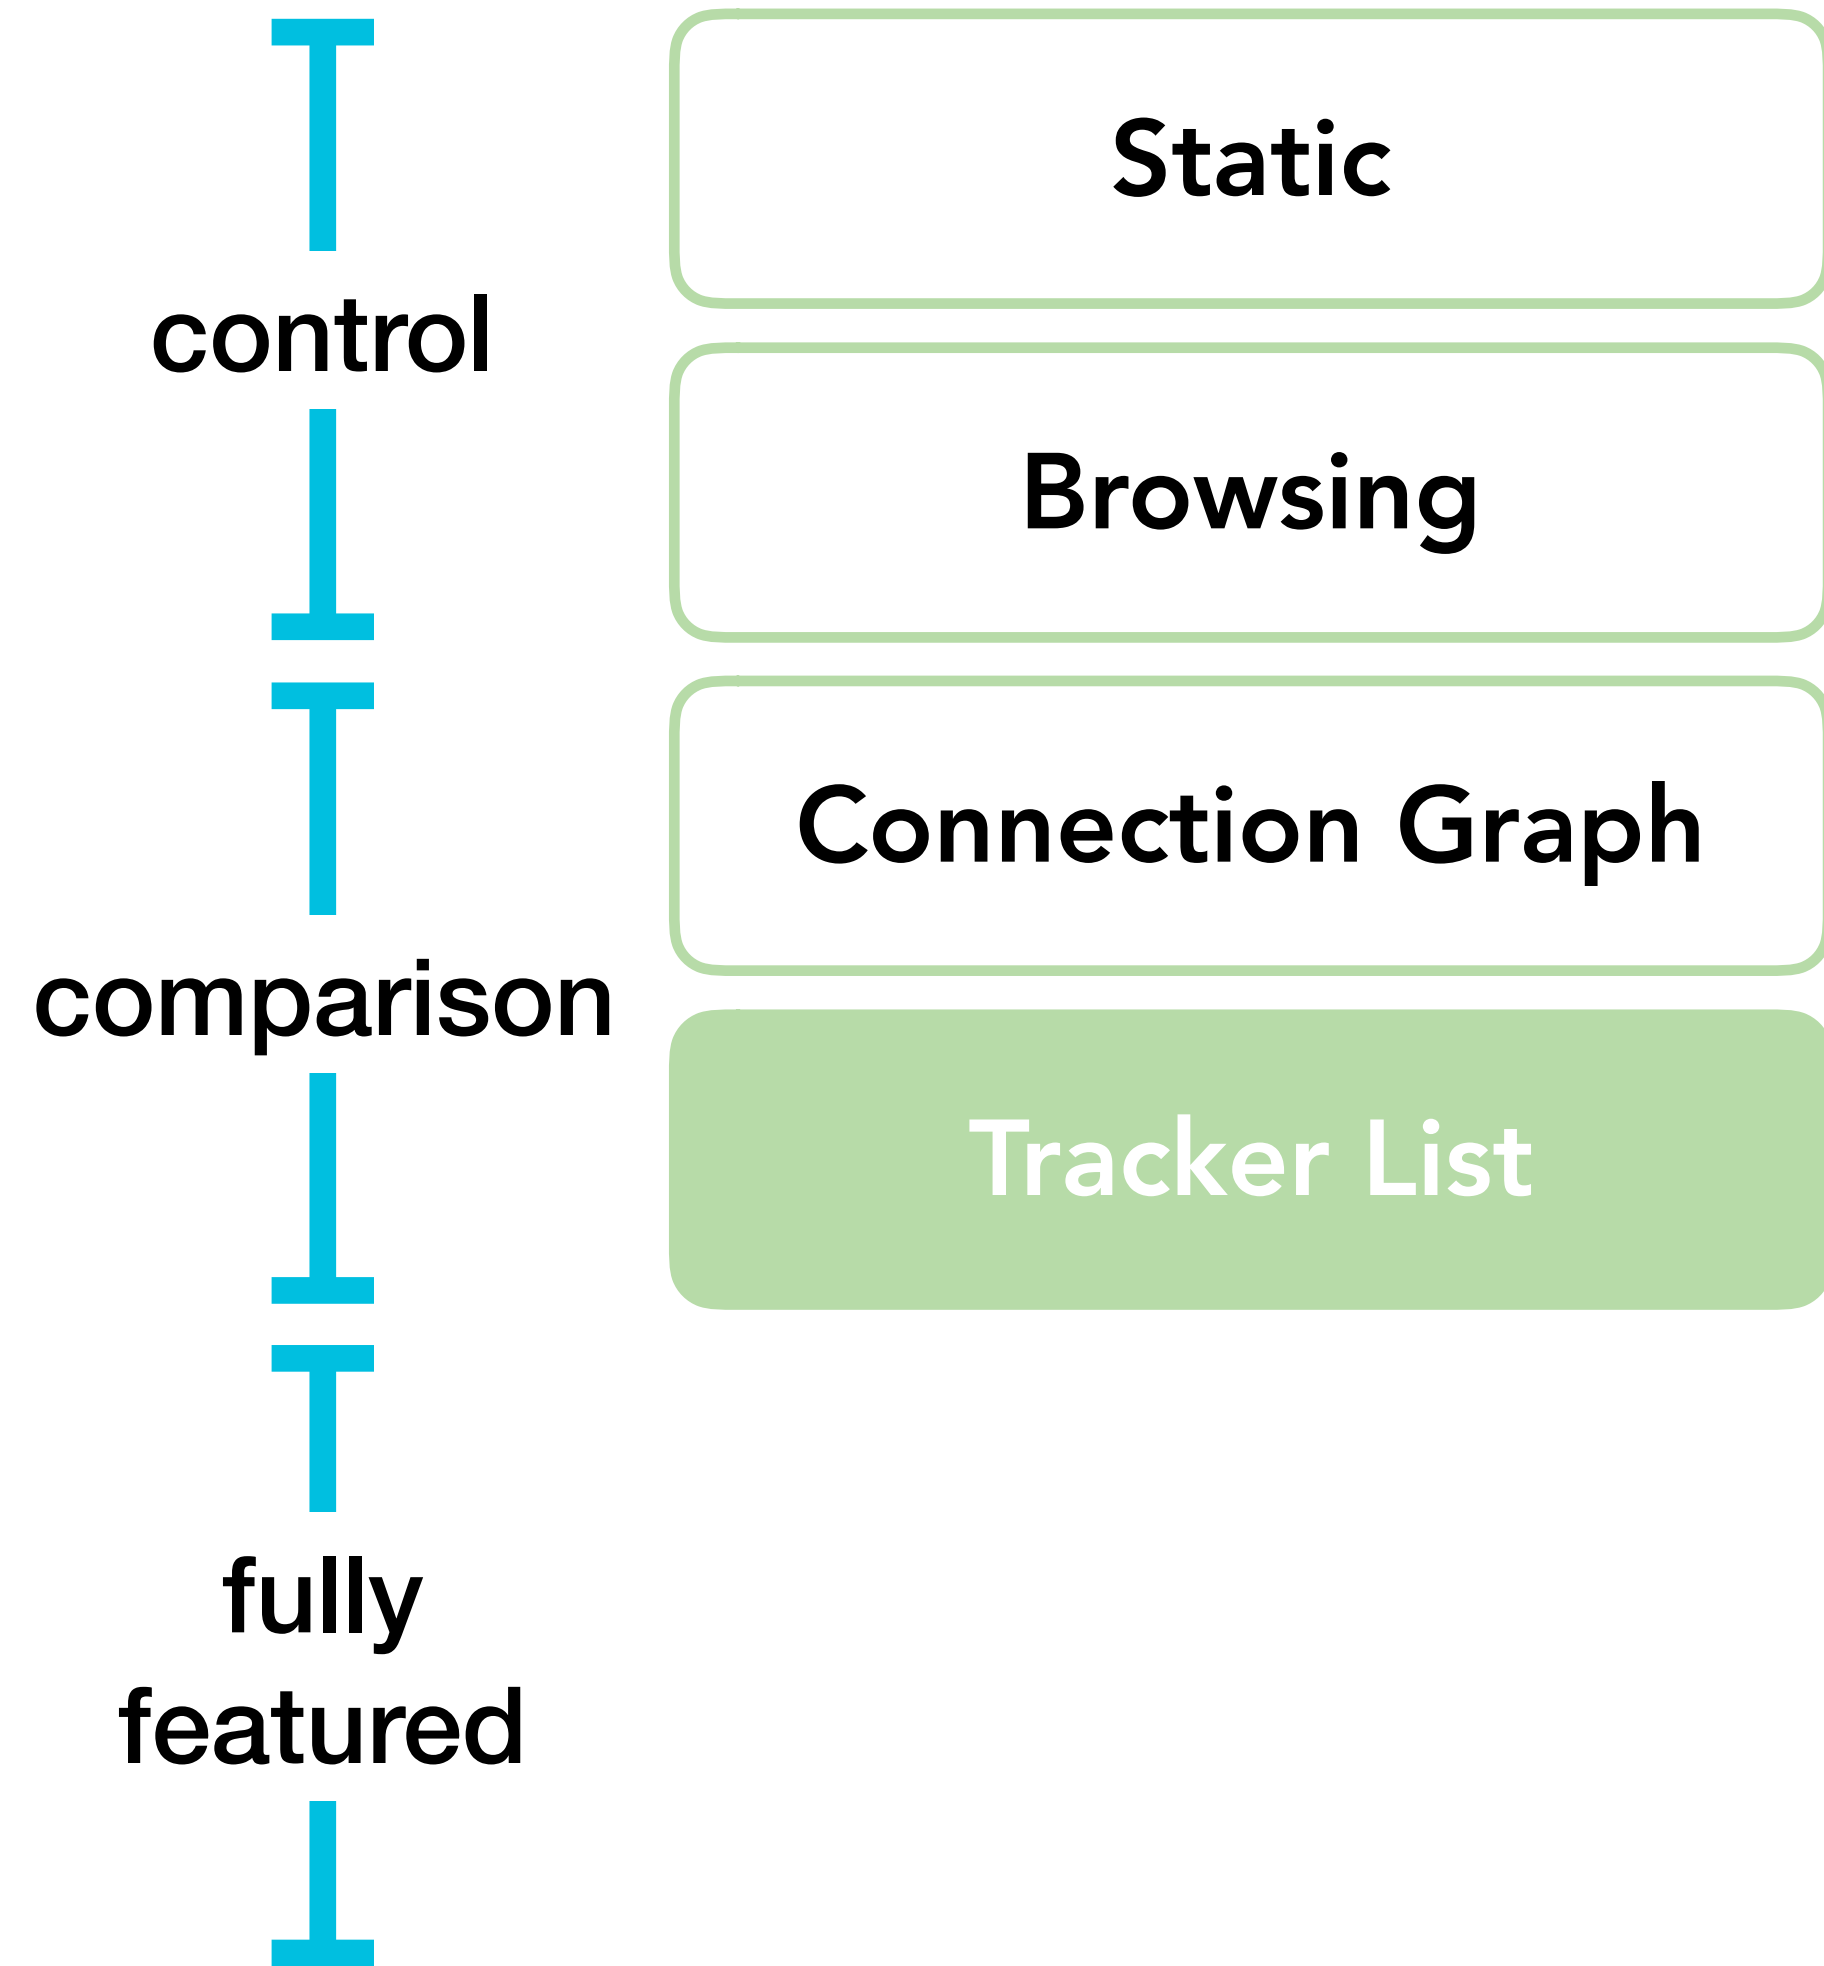 Static
control
Browsing
Connection Graph
comparison
Tracker List
fully
featured